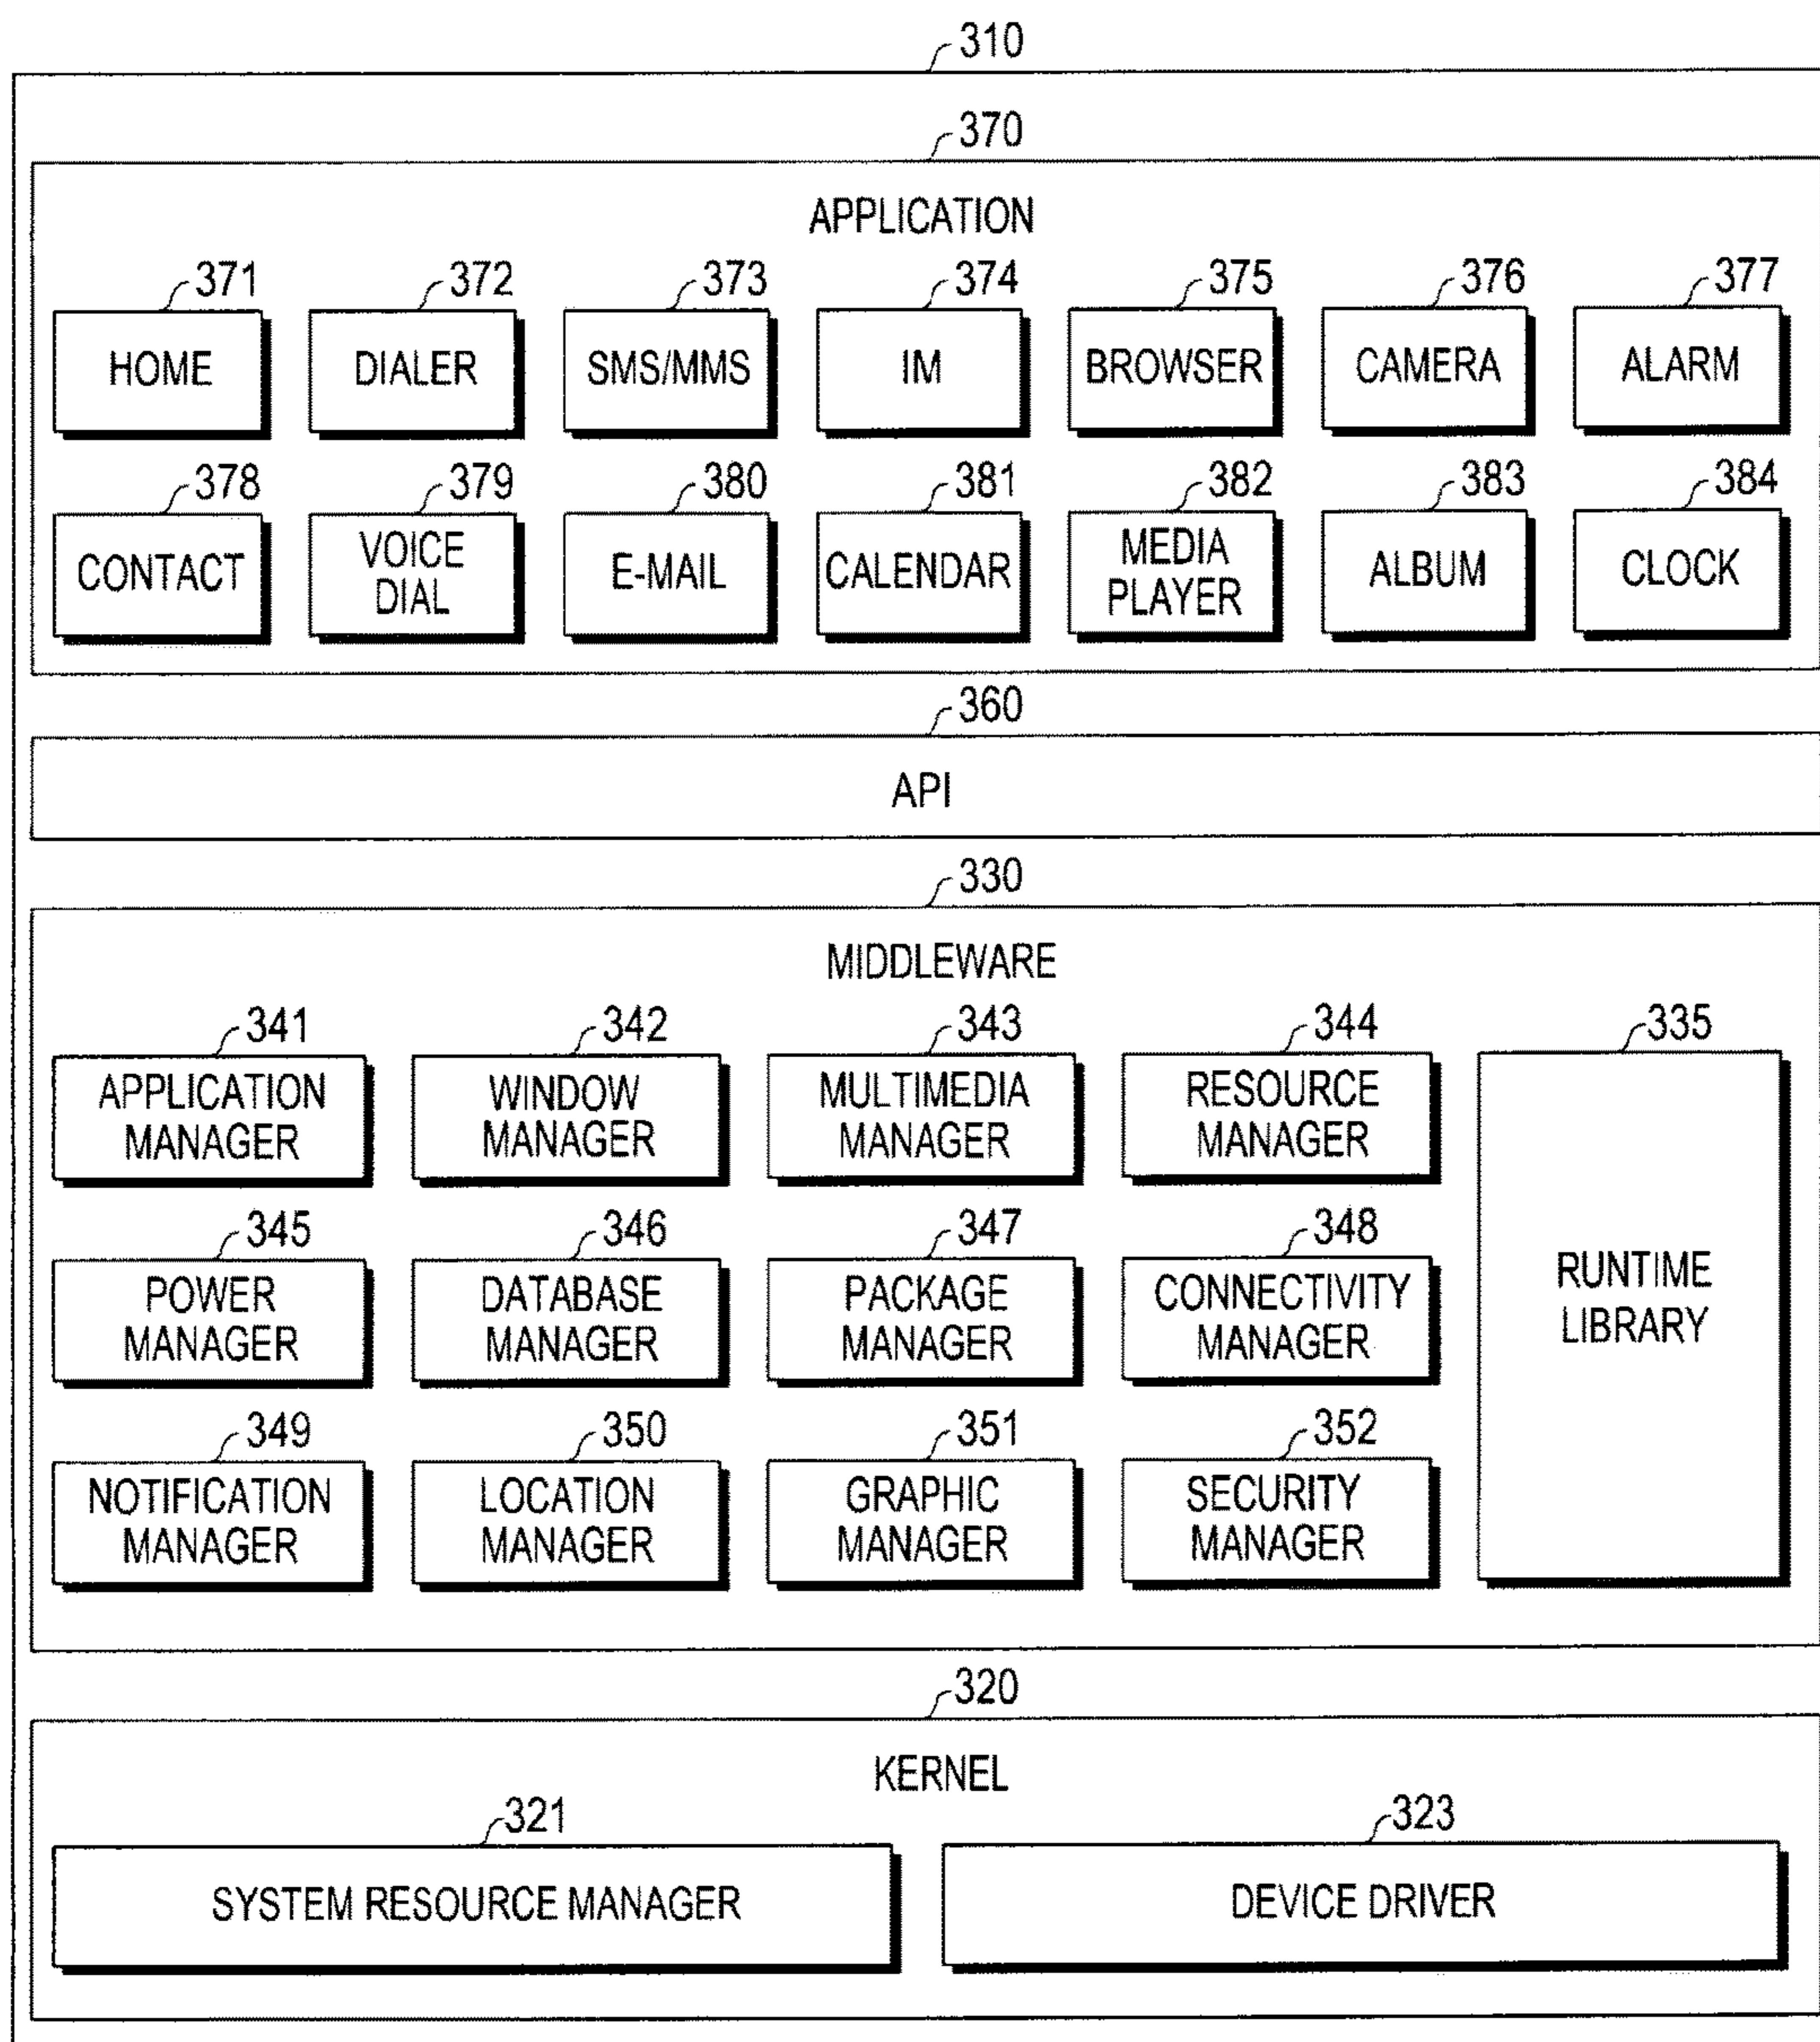 310
370
APPLICATION
371 372 373 374 375 376 377
HOME DIALER SMS/MMS IM BROWSER CAMERA ALARM
378 379 380 381 382 383 384
CONTACT VOICE DIAL E-MAIL CALENDAR MEDIA PLAYER ALBUM CLOCK
360
API
330
MIDDLEWARE
341 342 343 344 335
APPLICATION MANAGER WINDOW MANAGER MULTIMEDIA MANAGER RESOURCE MANAGER
345 346 347 348
POWER MANAGER DATABASE MANAGER PACKAGE MANAGER CONNECTIVITY MANAGER RUNTIME LIBRARY
349 350 351 352
NOTIFICATION MANAGER LOCATION MANAGER GRAPHIC MANAGER SECURITY MANAGER
320
KERNEL
321 323
SYSTEM RESOURCE MANAGER DEVICE DRIVER